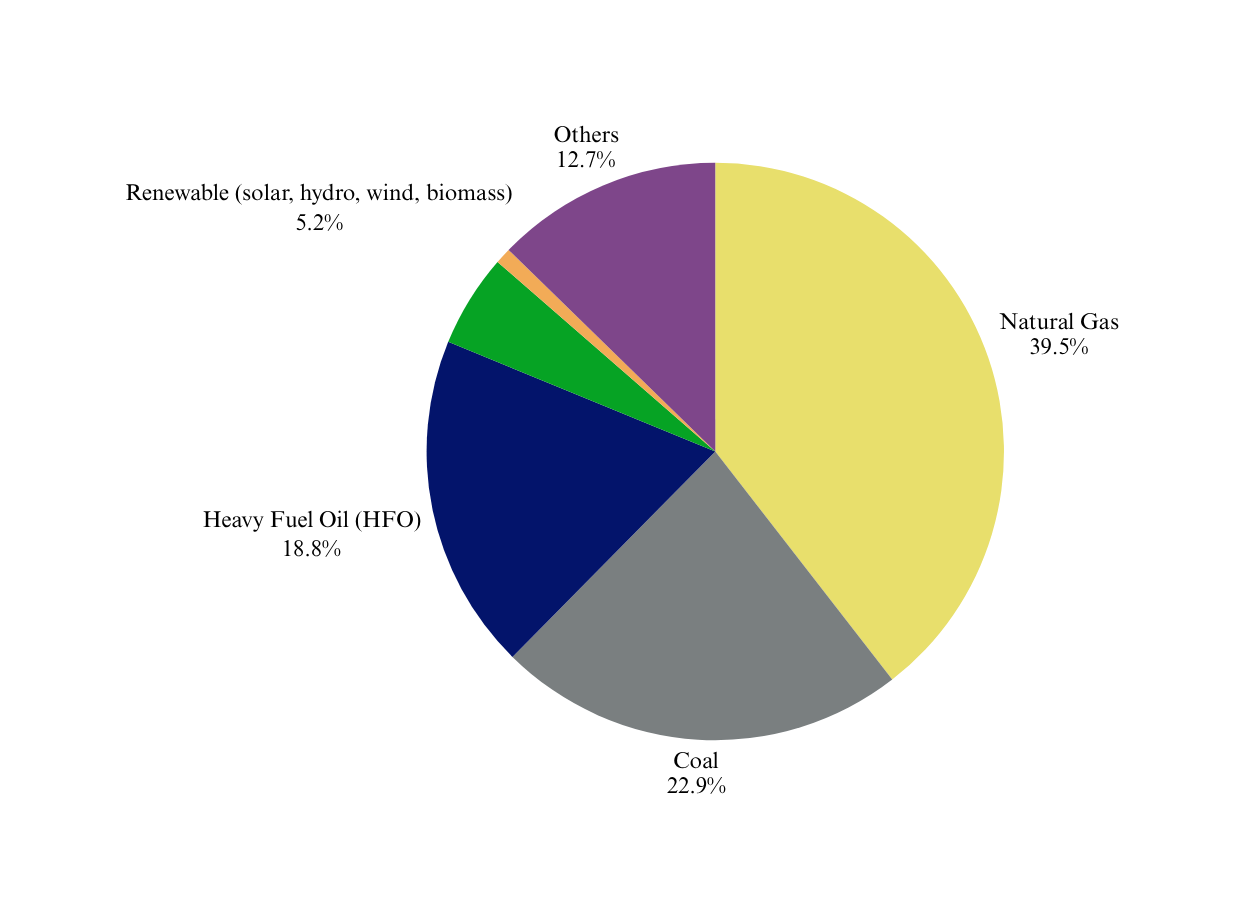 Others
12.7%
Renewable (solar, hydro, wind, biomass)
5.2%
Natural Gas
39.5%
Heavy Fuel Oil (HFO)
18.8%
Coal
22.9%